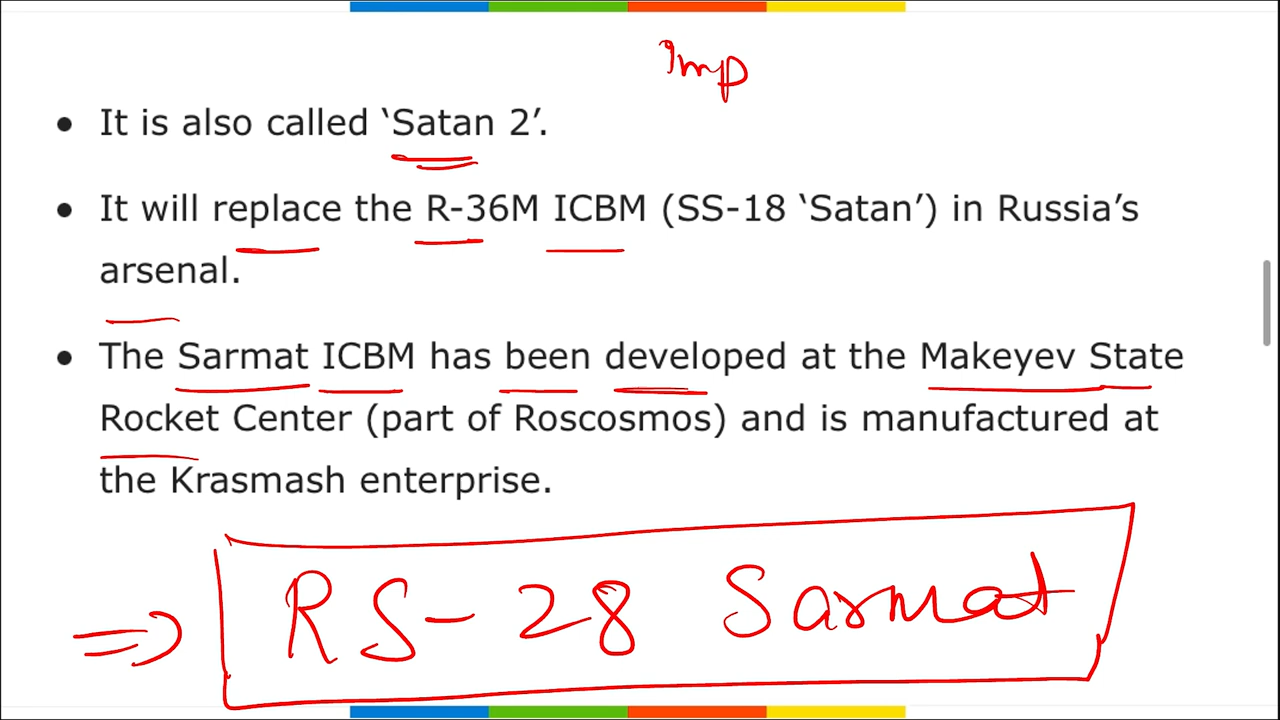 Imp
• It is also called ‘Satan 2’.
• It will replace the R-36M ICBM (SS-18 ‘Satan’) in Russia’s
arsenal.
• The Sarmat ICBM has been developed at the Makeyev State
Rocket Center (part of Roscosmos) and is manufactured at
the Krasmash enterprise.
⇒ RS-28 Sarmat